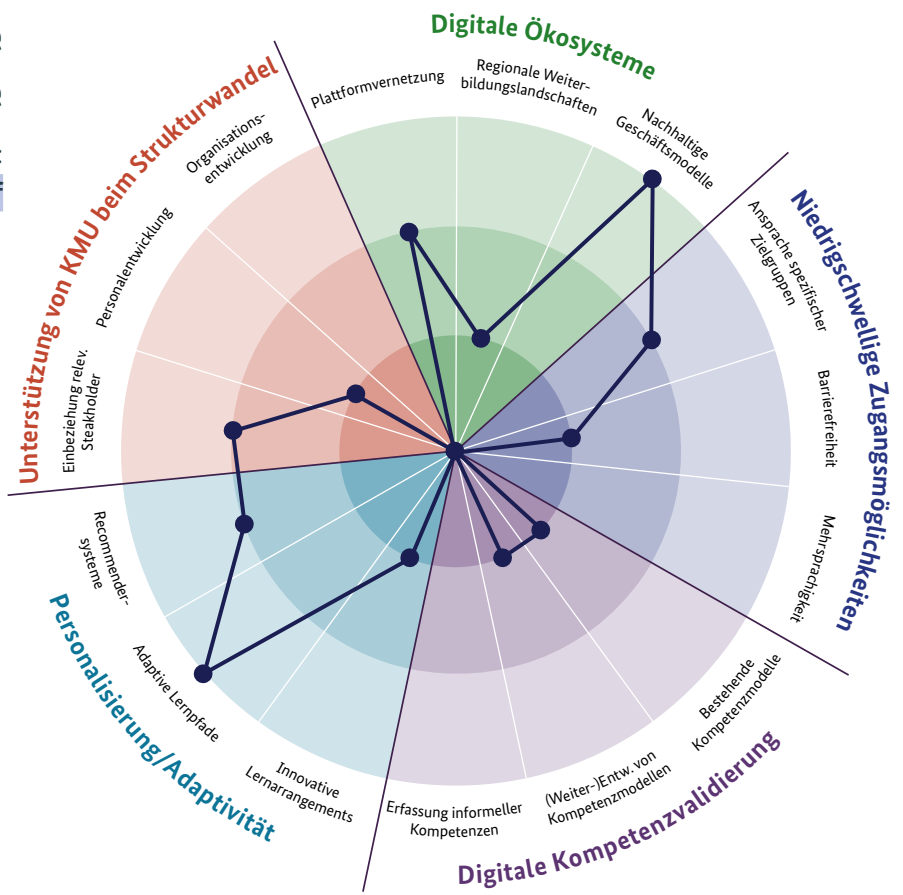 Digitale Ökosysteme
Plattformvernetzung
Regionale Weiter-
bildungslandschaften
Nachhaltige
Geschäftsmodelle
Niedrigschwellige Zugangsmöglichkeiten
Ansprache spezifischer
Zielgruppen
Barrierefreiheit
Mehrsprachigkeit
Digitale Kompetenzvalidierung
Bestehende
Kompetenzmodelle
(Weiter-)Entw. von
Kompetenzmodellen
Erfassung informeller
Kompetenzen
Personalisierung/Adaptivität
Innovative
Lernarrangements
Adaptive Lernpfade
Recommender-
systeme
Unterstützung von KMU beim Strukturwandel
Einbeziehung relev.
Steakholder
Personalentwicklung
Organisations-
entwicklung